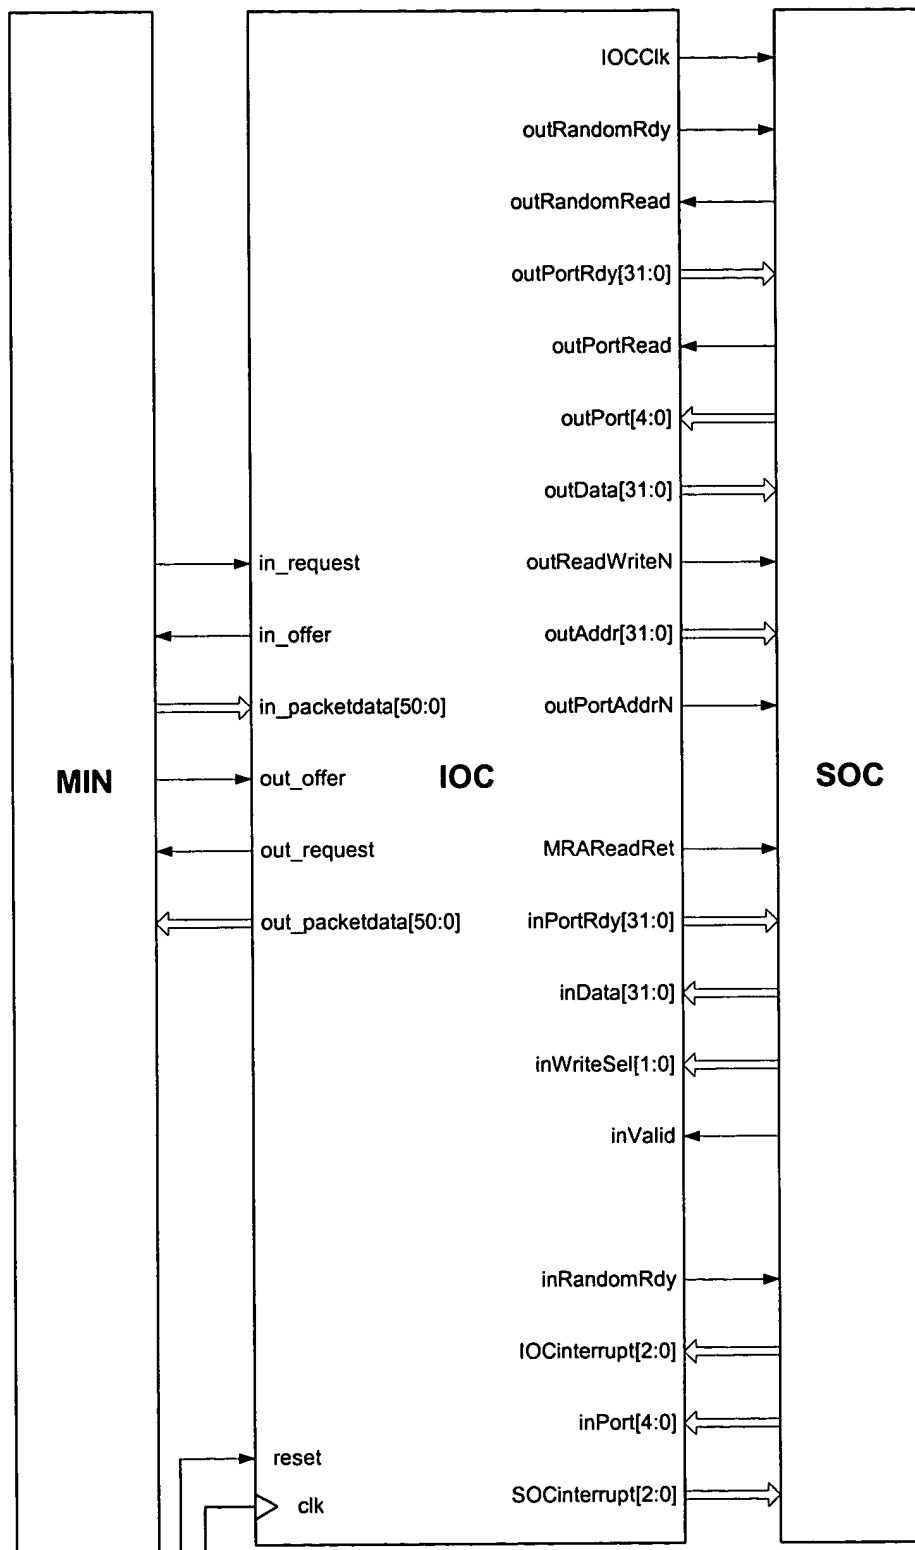 IOCClk
outRandomRdy
outRandomRead
outPortRdy[31:0]
outPortRead
outPort[4:0]
outData[31:0]
in_request outReadWriteN
in_offer outAddr[31:0]
in_packetdata[50:0] outPortAddrN
MIN out_offer IOC SOC
out_request MRAReadRet
out_packetdata[50:0] inPortRdy[31:0]
inData[31:0]
inWriteSel[1:0]
inValid
inRandomRdy
IOCinterrupt[2:0]
inPort[4:0]
reset
clk SOCinterrupt[2:0]